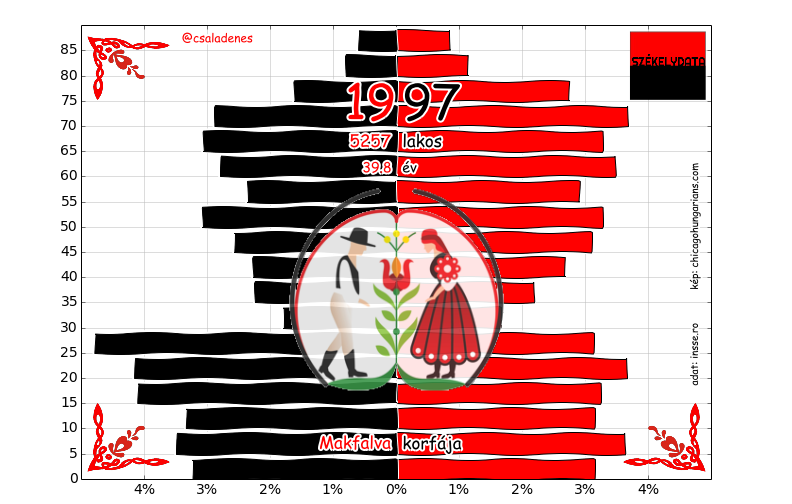 @csaladenes
SZÉKELYDATA
1997
5257 lakos
39.8 év
kép: chicagohungarians.com
adat: insse.ro
Makfalva korfája
85
80
75
70
65
60
55
50
45
40
35
30
25
20
15
10
5
0
4% 3% 2% 1% 0% 1% 2% 3% 4%